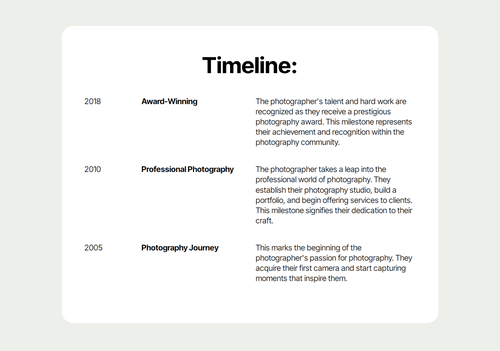 Timeline:
2018
Award-Winning
The photographer's talent and hard work are
recognized as they receive a prestigious
photography award. This milestone represents
their achievement and recognition within the
photography community.
2010
Professional Photography
The photographer takes a leap into the
professional world of photography. They
establish their photography studio, build a
portfolio, and begin offering services to clients.
This milestone signifies their dedication to their
craft.
2005
Photography Journey
This marks the beginning of the
photographer's passion for photography. They
acquire their first camera and start capturing
moments that inspire them.